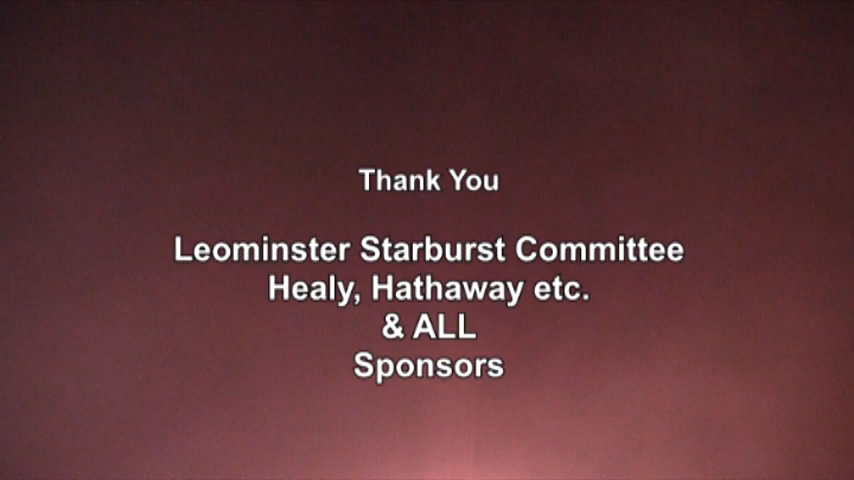 Thank You
Leominster Starburst Committee
Healy, Hathaway etc.
& ALL
Sponsors